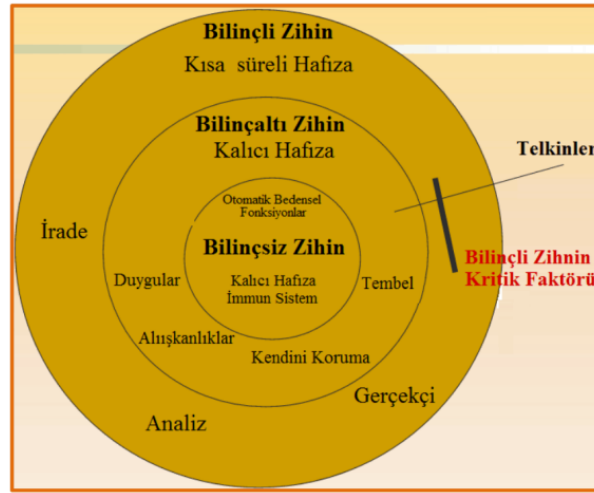 Bilinçli Zihin
Kısa süreli Hafıza
Bilinçaltı Zihin
Kalıcı Hafıza
Telkinler
Otomatik Bedensel
Fonksiyonlar
İrade
Bilinçsiz Zihin
Bilinçli Zihnin
Kritik Faktörü
Duygular
Kalıcı Hafıza
İmmun Sistem
Tembel
Alıışkanlıklar
Kendini Koruma
Gerçekçi
Analiz